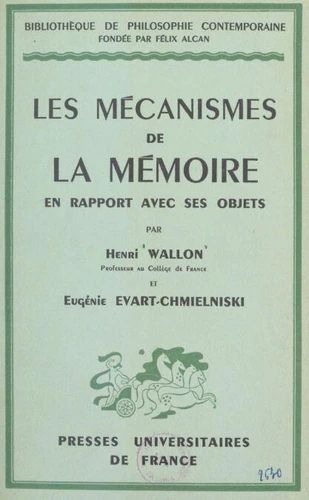 BIBLIOTHÈQUE DE PHILOSOPHIE CONTEMPORAINE
FONDÉE PAR FÉLIX ALCAN
LES MÉCANISMES
DE
LA MÉMOIRE
EN RAPPORT AVEC SES OBJETS
PAR
Henri WALLON
Professeur au Collège de France
ET
Eugénie EVART-CHMIELNISKI
PRESSES UNIVERSITAIRES
DE FRANCE
2630